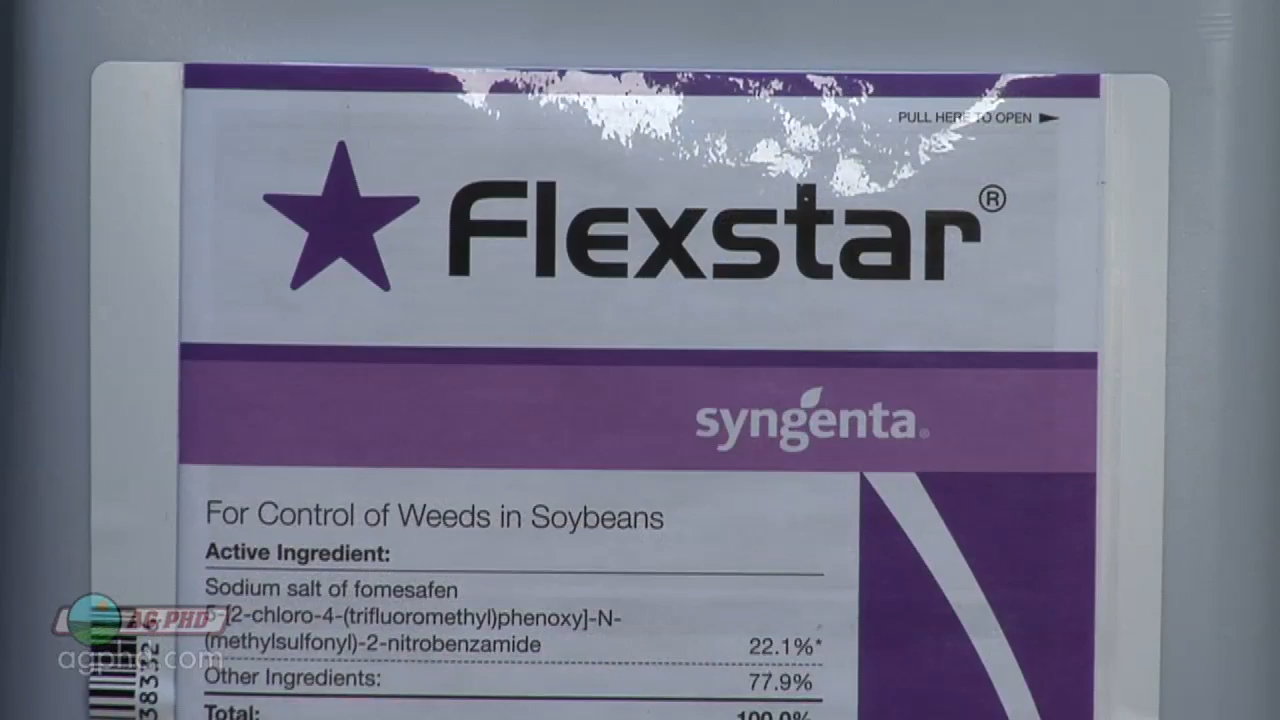 PULL HERE TO OPEN
Flexstar®
syngenta®
For Control of Weeds in Soybeans
Active Ingredient:
Sodium salt of fomesafen
5-[2-chloro-4-(trifluoromethyl)phenoxy]-N-
(methylsulfonyl)-2-nitrobenzamide 22.1%*
Other Ingredients: 77.9%
Total: 100.0%
AG PHD
agphd.com
38332